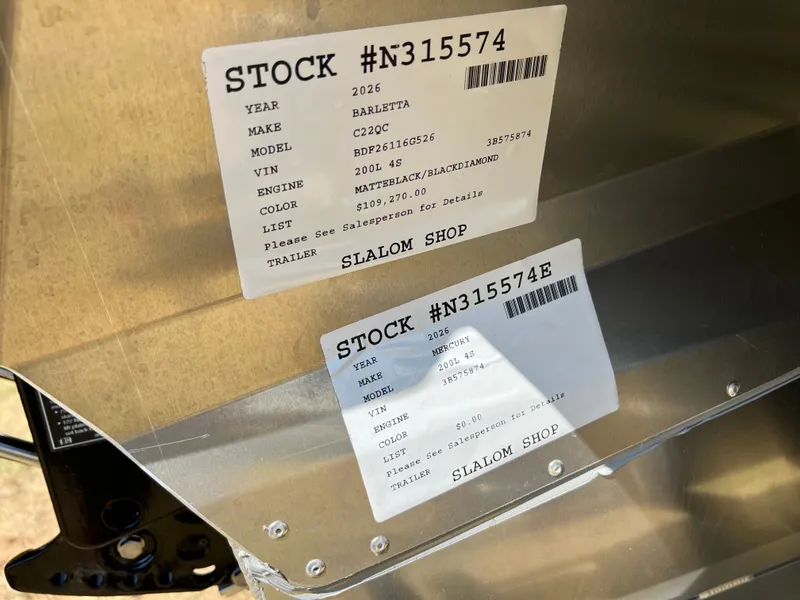 STOCK #N315574
YEAR 2026
MAKE BARLETTA
MODEL C22QC
VIN BDF26116G526
ENGINE 200L 4S 3B575874
COLOR MATTEBLACK/BLACKDIAMOND
LIST $109,270.00
Please See Salesperson for Details
TRAILER SLALOM SHOP
STOCK #N315574E
YEAR 2026
MAKE MERCURY
MODEL 200L 4S
VIN 3B575874
ENGINE
COLOR
LIST $0.00
Please See Salesperson for Details
TRAILER SLALOM SHOP